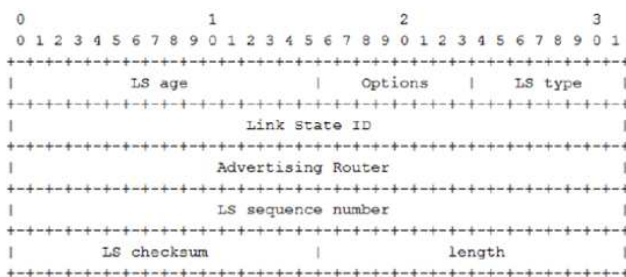 0 1 2 3
0 1 2 3 4 5 6 7 8 9 0 1 2 3 4 5 6 7 8 9 0 1 2 3 4 5 6 7 8 9 0 1
+-+-+-+-+-+-+-+-+-+-+-+-+-+-+-+-+-+-+-+-+-+-+-+-+-+-+-+-+-+-+-+-+
| LS age | Options | LS type |
+-+-+-+-+-+-+-+-+-+-+-+-+-+-+-+-+-+-+-+-+-+-+-+-+-+-+-+-+-+-+-+-+
| Link State ID |
+-+-+-+-+-+-+-+-+-+-+-+-+-+-+-+-+-+-+-+-+-+-+-+-+-+-+-+-+-+-+-+-+
| Advertising Router |
+-+-+-+-+-+-+-+-+-+-+-+-+-+-+-+-+-+-+-+-+-+-+-+-+-+-+-+-+-+-+-+-+
| LS sequence number |
+-+-+-+-+-+-+-+-+-+-+-+-+-+-+-+-+-+-+-+-+-+-+-+-+-+-+-+-+-+-+-+-+
| LS checksum | length |
+-+-+-+-+-+-+-+-+-+-+-+-+-+-+-+-+-+-+-+-+-+-+-+-+-+-+-+-+-+-+-+-+